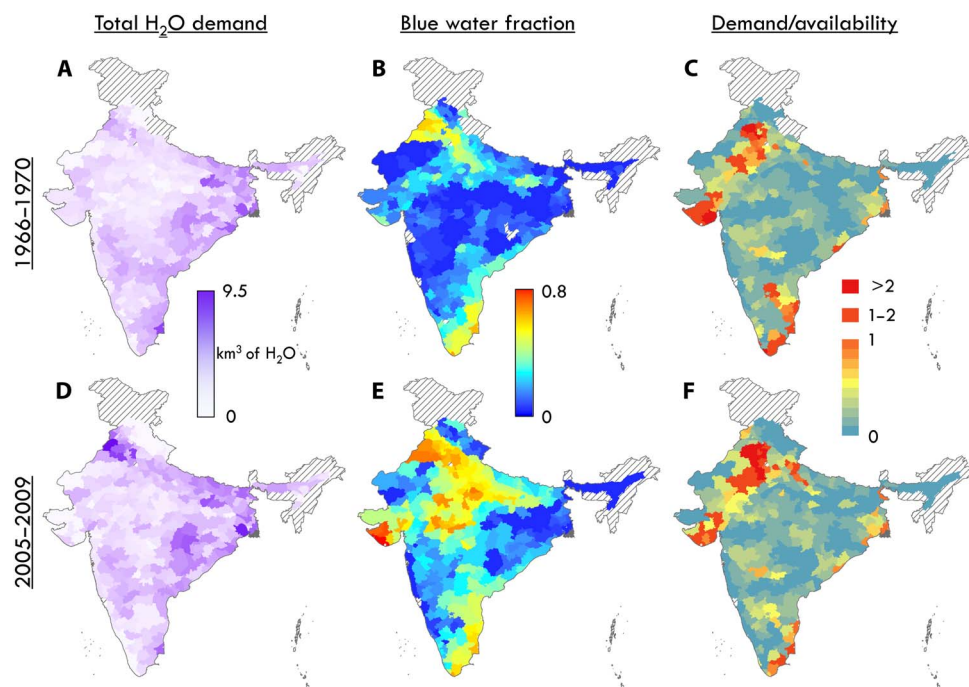 Total H₂O demand
Blue water fraction
Demand/availability
A
B
C
1966–1970
9.5
km³ of H₂O
0
0.8
0
>2
1–2
1
0
D
E
F
2005–2009